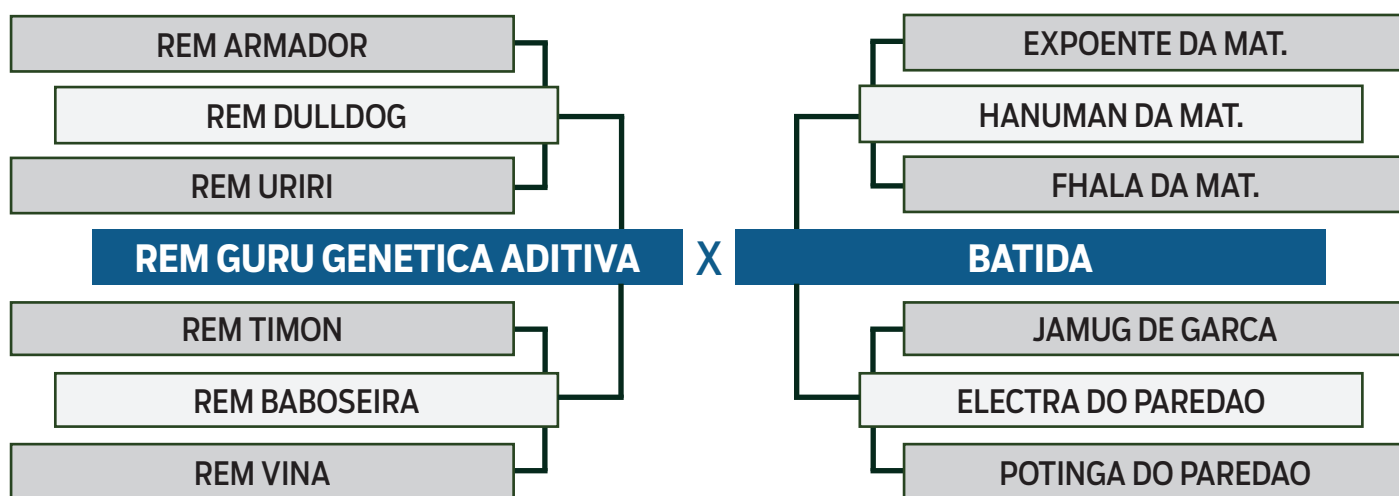 REM ARMADOR
REM DULLDOG
REM URIRI
REM GURU GENETICA ADITIVA
REM TIMON
REM BABOSEIRA
REM VINA
X
EXPOENTE DA MAT.
HANUMAN DA MAT.
FHALA DA MAT.
BATIDA
JAMUG DE GARCA
ELECTRA DO PAREDAO
POTINGA DO PAREDAO